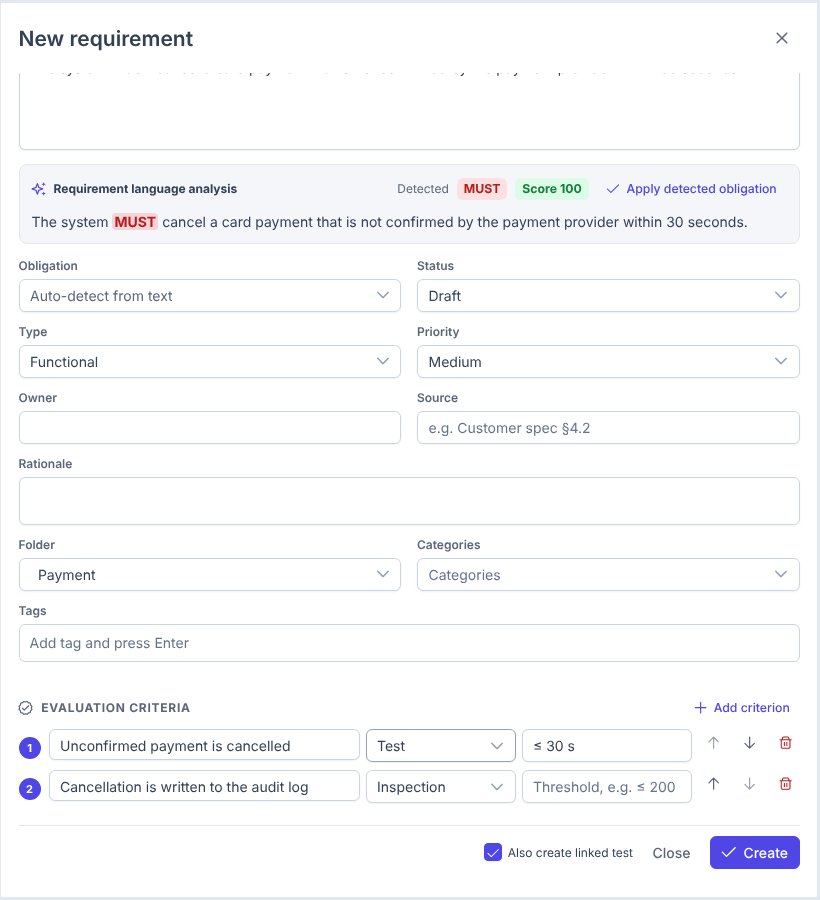 New requirement
Requirement language analysis
Detected MUST Score 100 Apply detected obligation
The system MUST cancel a card payment that is not confirmed by the payment provider within 30 seconds.
Obligation Status
Auto-detect from text Draft
Type Priority
Functional Medium
Owner Source
e.g. Customer spec §4.2
Rationale
Folder Categories
Payment Categories
Tags
Add tag and press Enter
EVALUATION CRITERIA Add criterion
1 Unconfirmed payment is cancelled Test ≤ 30 s
2 Cancellation is written to the audit log Inspection Threshold, e.g. ≤ 200
Also create linked test Close Create